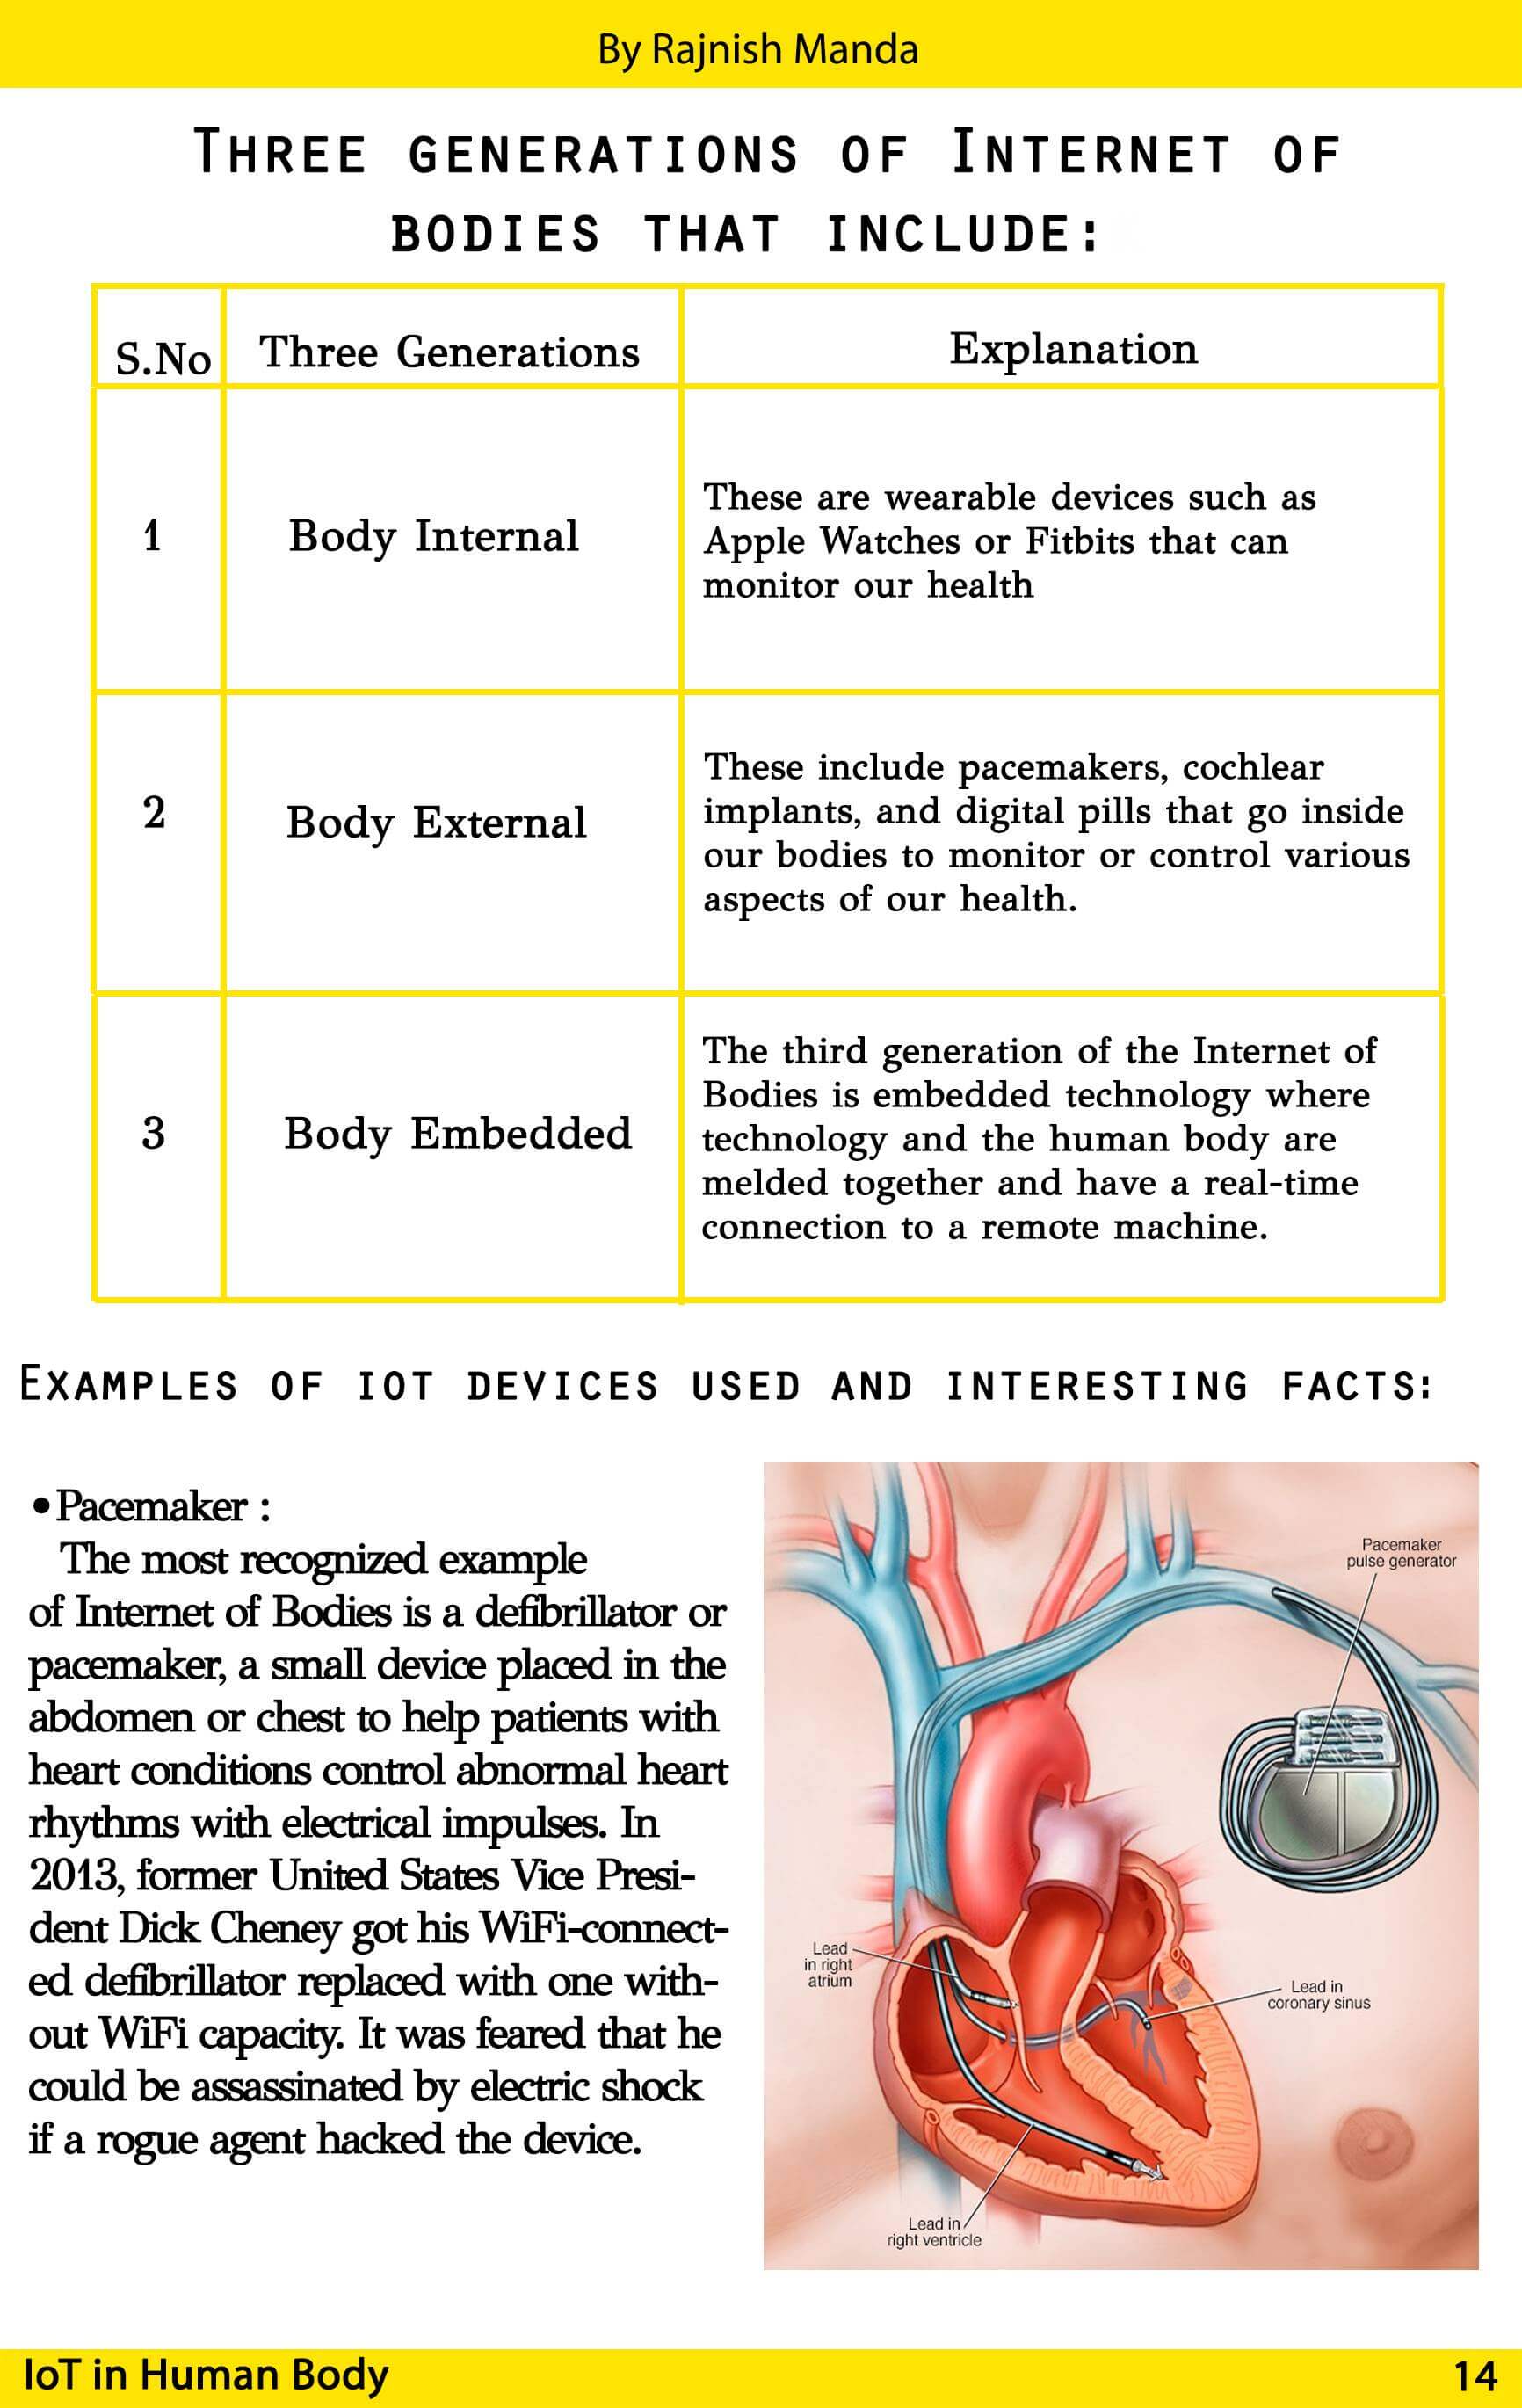 By Rajnish Manda
Three generations of Internet of
bodies that include:
S.No Three Generations Explanation
1 Body Internal
These are wearable devices such as
Apple Watches or Fitbits that can
monitor our health
2 Body External
These include pacemakers, cochlear
implants, and digital pills that go inside
our bodies to monitor or control various
aspects of our health.
3 Body Embedded
The third generation of the Internet of
Bodies is embedded technology where
technology and the human body are
melded together and have a real-time
connection to a remote machine.
Examples of iot devices used and interesting facts:
•Pacemaker :
The most recognized example
of Internet of Bodies is a defibrillator or
pacemaker, a small device placed in the
abdomen or chest to help patients with
heart conditions control abnormal heart
rhythms with electrical impulses. In
2013, former United States Vice Presi-
dent Dick Cheney got his WiFi-connect-
ed defibrillator replaced with one with-
out WiFi capacity. It was feared that he
could be assassinated by electric shock
if a rogue agent hacked the device.
Pacemaker
pulse generator
Lead
in right
atrium
Lead in
coronary sinus
Lead in
right ventricle
IoT in Human Body 14